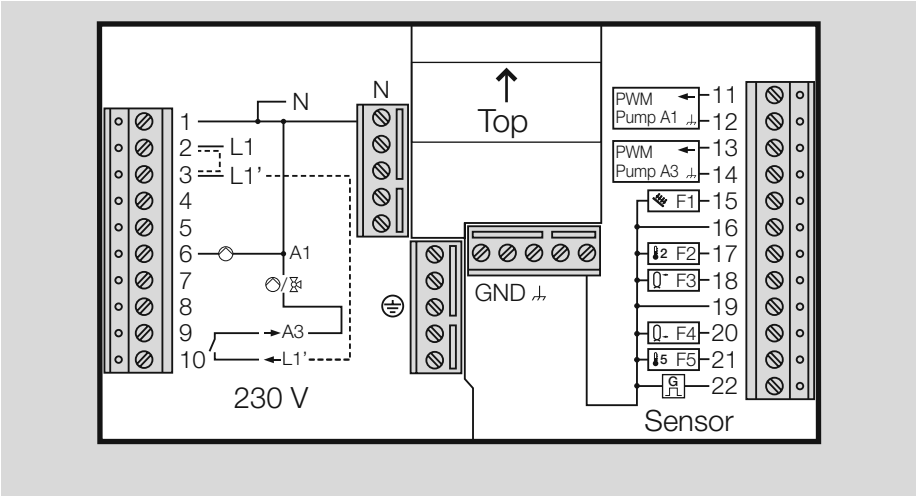 N
1
2 L1
3 L1'
4
5
6 A1
7
8
9 A3
10 L1'
230 V
N
Top
GND
PWM
Pump A1
11
12
PWM
Pump A3
13
14
F1 15
16
2 F2 17
F3 18
19
F4 20
5 F5 21
G 22
Sensor